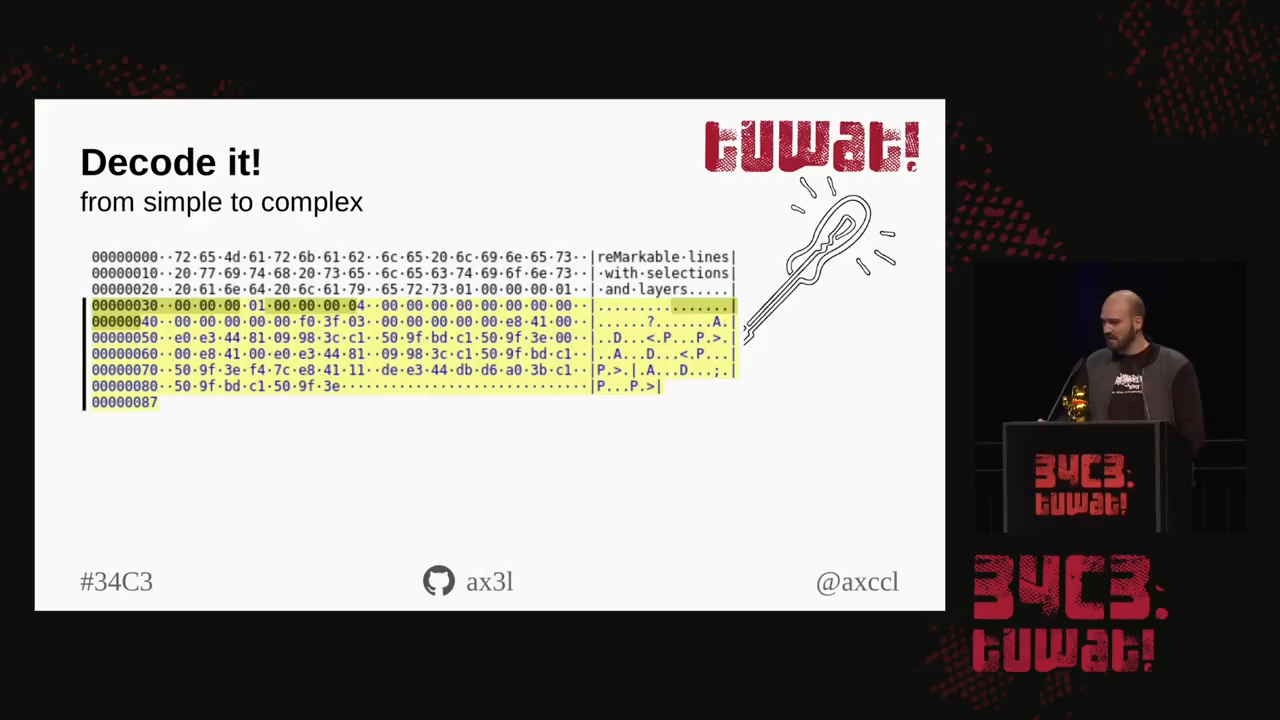 tuwat!
Decode it!
from simple to complex
00000000··72·65·4d·61·72·6b·61·62··6c·65·20·6c·69·6e·65·73··|reMarkable·lines|
00000010··20·77·69·74·68·20·73·65··6c·65·63·74·69·6f·6e·73··|·with·selections|
00000020··20·61·6e·64·20·6c·61·79··65·72·73·01·00·00·00·01··|·and·layers.....|
00000030··00·00·00·01·00·00·00·04··00·00·00·00·00·00·00·00··|................|
00000040··00·00·00·00·00·f0·3f·03··00·00·00·00·00·e8·41·00··|......?.......A.|
00000050··e0·e3·44·81·09·98·3c·c1··50·9f·bd·c1·50·9f·3e·00··|..D...<.P...P.>.|
00000060··00·e8·41·00·e0·e3·44·81··09·98·3c·c1·50·9f·bd·c1··|..A...D...<.P...|
00000070··50·9f·3e·f4·7c·e8·41·11··de·e3·44·db·d6·a0·3b·c1··|P.>.|.A...D...;.|
00000080··50·9f·bd·c1·50·9f·3e·····························|P...P.>|
00000087
#34C3
ax3l
@axccl
34C3.
tuwat!
34C3.
tuwat!